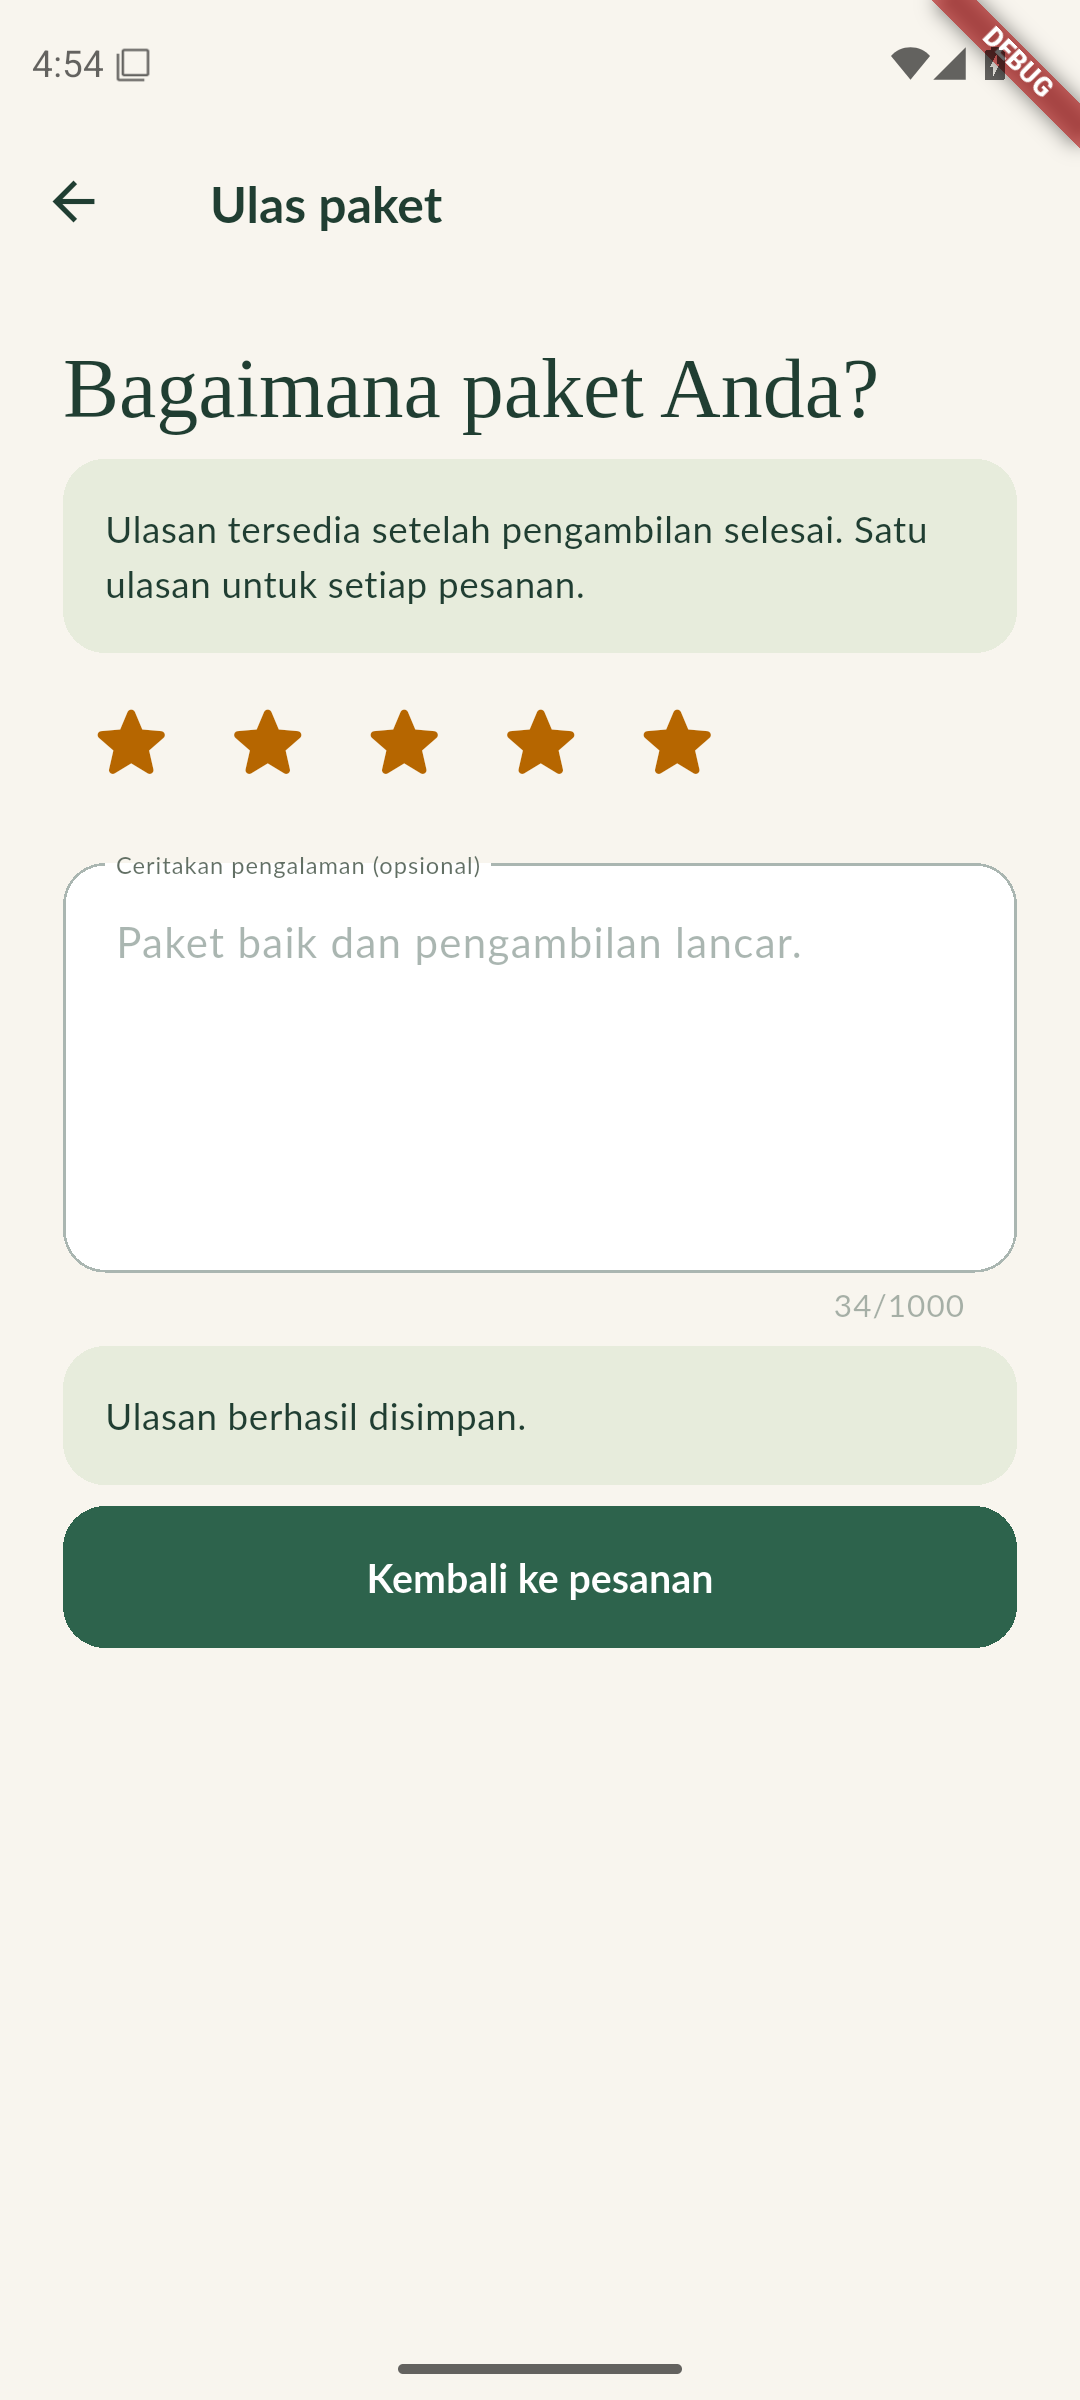 4:54
DEBUG
Ulas paket
Bagaimana paket Anda?
Ulasan tersedia setelah pengambilan selesai. Satu
ulasan untuk setiap pesanan.
Ceritakan pengalaman (opsional)
Paket baik dan pengambilan lancar.
34/1000
Ulasan berhasil disimpan.
Kembali ke pesanan